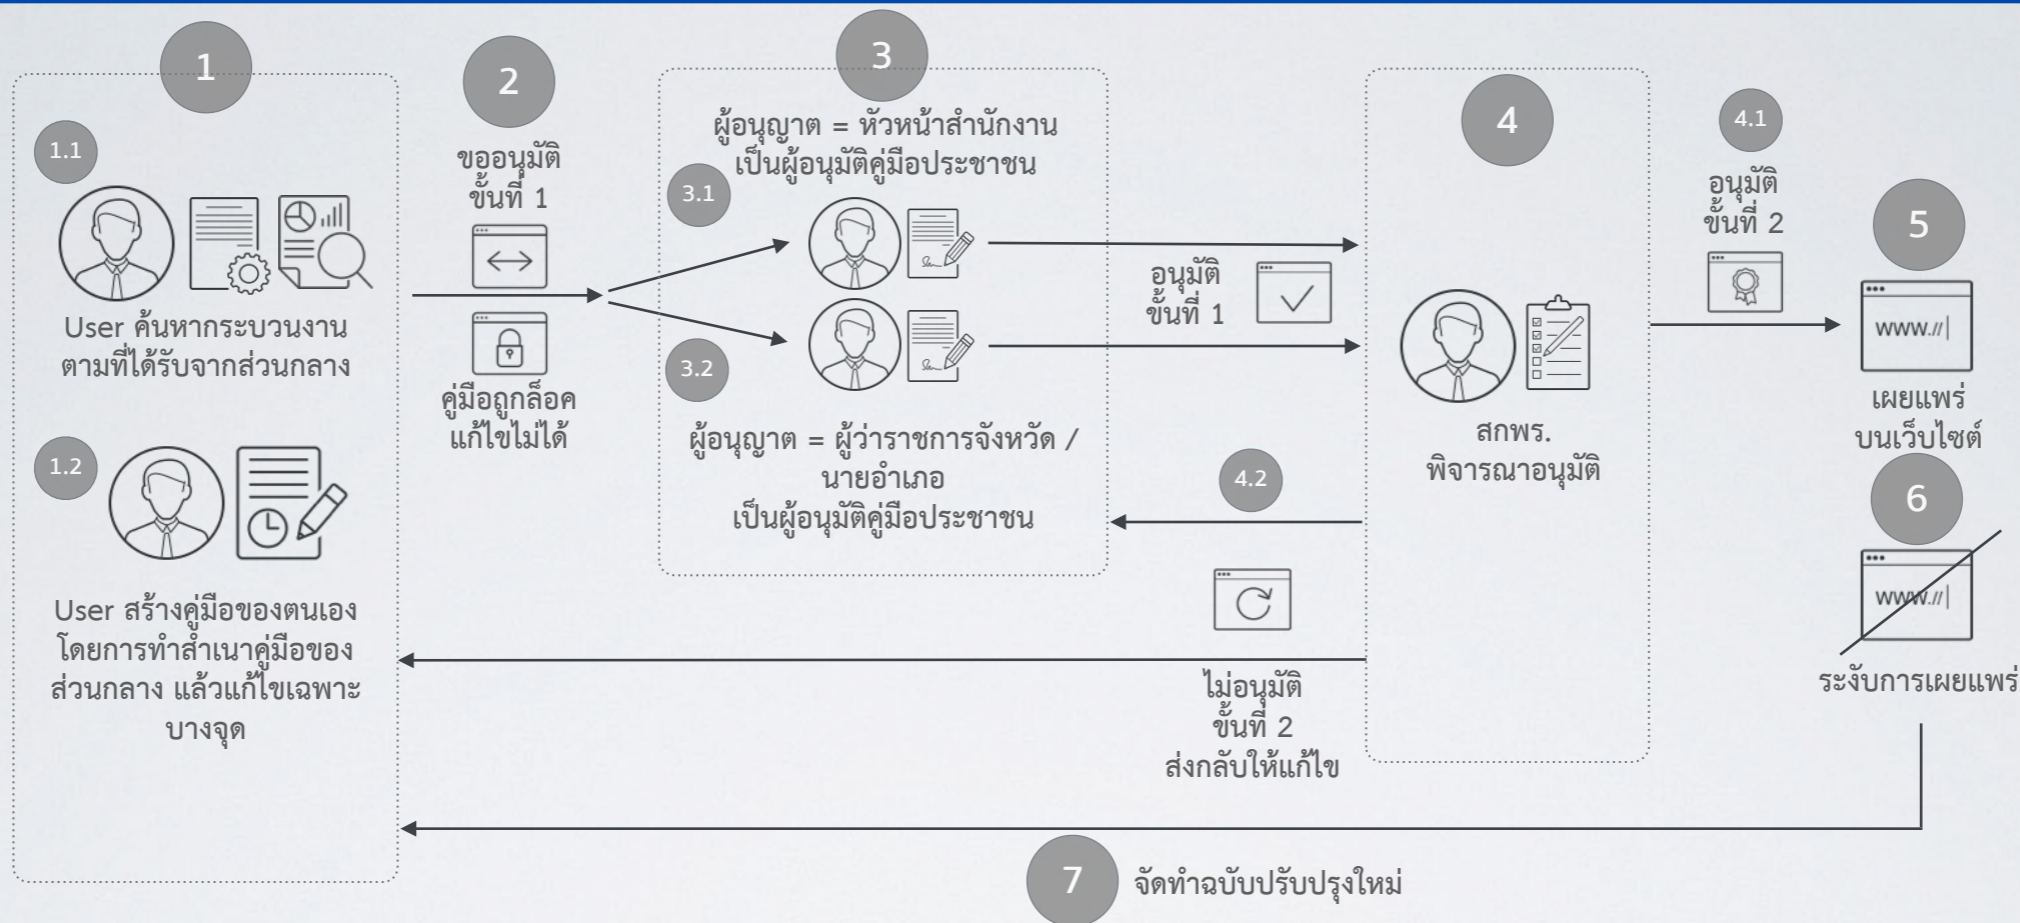 1
1.1
User ค้นหากระบวนงาน
ตามที่ได้รับจากส่วนกลาง
1.2
User สร้างคู่มือของตนเอง
โดยการทำสำเนาคู่มือของ
ส่วนกลาง แล้วแก้ไขเฉพาะ
บางจุด
2
ขออนุมัติ
ขั้นที่ 1
คู่มือถูกล็อค
แก้ไขไม่ได้
3
ผู้อนุญาต = หัวหน้าสำนักงาน
เป็นผู้อนุมัติคู่มือประชาชน
3.1
3.2
ผู้อนุญาต = ผู้ว่าราชการจังหวัด /
นายอำเภอ
เป็นผู้อนุมัติคู่มือประชาชน
อนุมัติ
ขั้นที่ 1
4
สกพร.
พิจารณาอนุมัติ
4.2
ไม่อนุมัติ
ขั้นที่ 2
ส่งกลับให้แก้ไข
4.1
อนุมัติ
ขั้นที่ 2
5
www.//
เผยแพร่
บนเว็บไซต์
6
www.//
ระงับการเผยแพร่
7
จัดทำฉบับปรับปรุงใหม่